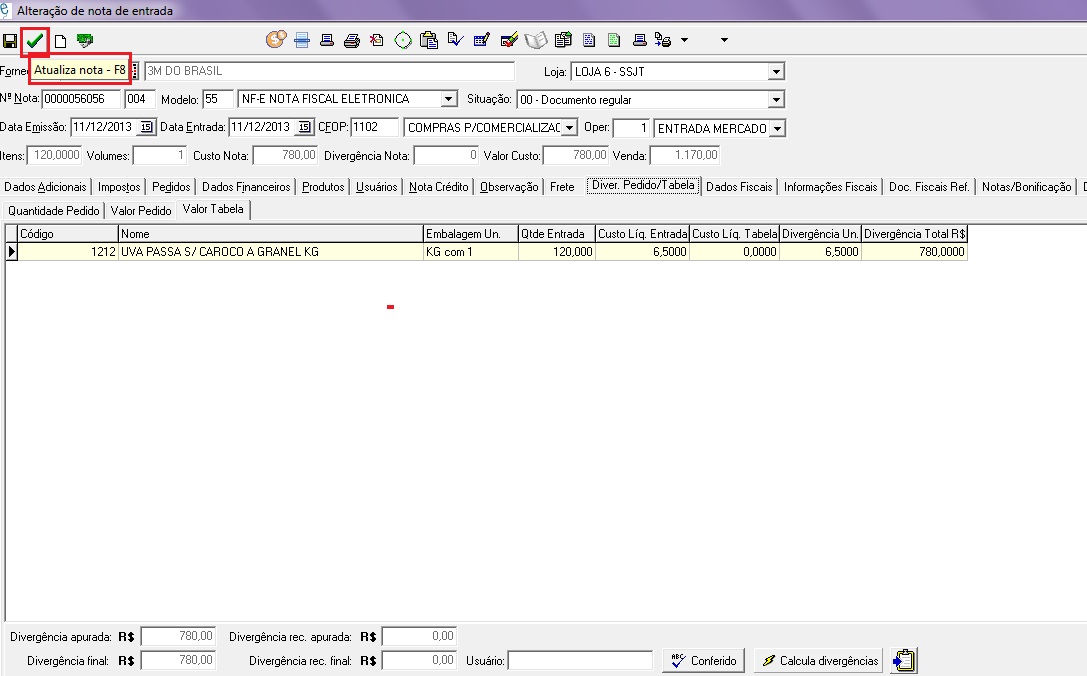 Alteração de nota de entrada
Atualiza nota - F8
Forne 3M DO BRASIL Loja: LOJA 6 - SSJT
Nº Nota: 0000056056 004 Modelo: 55 NF-E NOTA FISCAL ELETRONICA Situação: 00 - Documento regular
Data Emissão: 11/12/2013 15 Data Entrada: 11/12/2013 15 CFOP: 1102 COMPRAS P/COMERCIALIZAC Oper: 1 ENTRADA MERCADO
Itens: 120,0000 Volumes: 1 Custo Nota: 780,00 Divergência Nota: 0 Valor Custo: 780,00 Venda: 1.170,00
Dados Adicionais Impostos Pedidos Dados Financeiros Produtos Usuários Nota Crédito Observação Frete Diver. Pedido/Tabela Dados Fiscais Informações Fiscais Doc. Fiscais Ref. Notas/Bonificação
Quantidade Pedido Valor Pedido Valor Tabela
Código Nome Embalagem Un. Qtde Entrada Custo Líq. Entrada Custo Líq. Tabela Divergência Un. Divergência Total R$
1212 UVA PASSA S/ CAROCO A GRANEL KG KG com 1 120,000 6,5000 0,0000 6,5000 780,0000
Divergência apurada: R$ 780,00 Divergência rec. apurada: R$ 0,00
Divergência final: R$ 780,00 Divergência rec. final: R$ 0,00 Usuário: ABC Conferido Calcula divergências